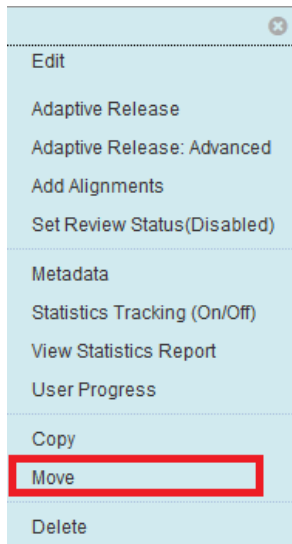 Edit
Adaptive Release
Adaptive Release: Advanced
Add Alignments
Set Review Status(Disabled)
Metadata
Statistics Tracking (On/Off)
View Statistics Report
User Progress
Copy
Move
Delete